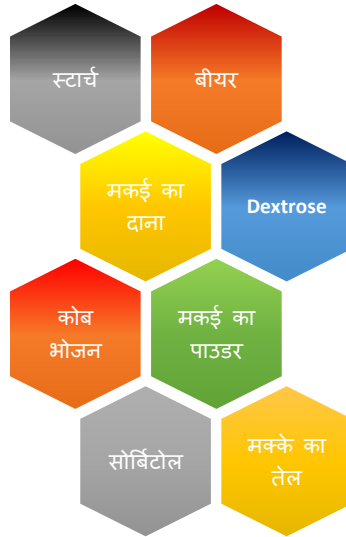 स्टार्च
बीयर
मकई का
दाना
Dextrose
कोब
भोजन
मकई का
पाउडर
सोर्बिटोल
मक्के का
तेल